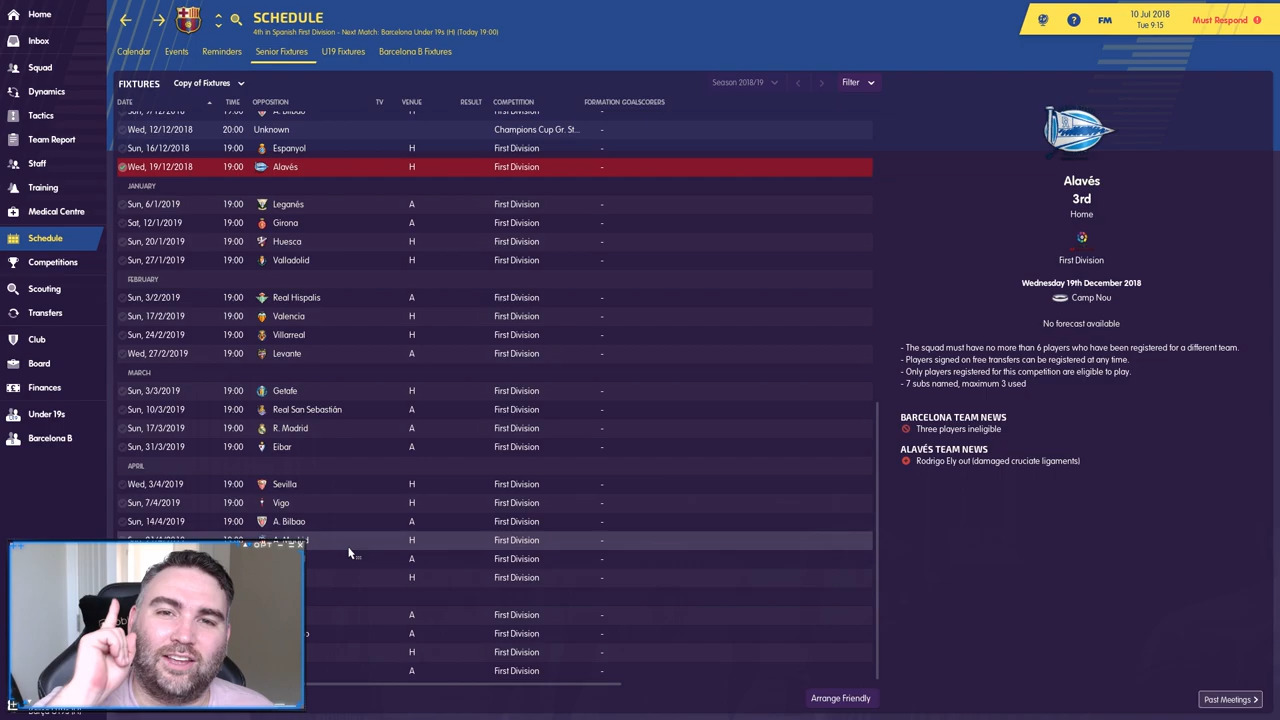 Home
Inbox
Squad
Dynamics
Tactics
Team Report
Staff
Training
Medical Centre
Schedule
Competitions
Scouting
Transfers
Club
Board
Finances
Under 19s
Barcelona B
SCHEDULE
4th in Spanish First Division - Next Match: Barcelona Under 19s (H) (Today 19:00)
FM
10 Jul 2018
Tue 9:15
Must Respond
Calendar Events Reminders Senior Fixtures U19 Fixtures Barcelona B Fixtures
FIXTURES Copy of Fixtures Season 2018/19 Filter
DATE TIME OPPOSITION TV VENUE RESULT COMPETITION FORMATION GOALSCORERS
Sun, 9:00 A. Bilbao H First Division -
Wed, 12/12/2018 20:00 Unknown Champions Cup Gr. St... -
Sun, 16/12/2018 19:00 Espanyol H First Division -
Wed, 19/12/2018 19:00 Alavés H First Division -
JANUARY
Sun, 6/1/2019 19:00 Leganés A First Division -
Sat, 12/1/2019 19:00 Girona A First Division -
Sun, 20/1/2019 19:00 Huesca H First Division -
Sun, 27/1/2019 19:00 Valladolid H First Division -
FEBRUARY
Sun, 3/2/2019 19:00 Real Hispalis A First Division -
Sun, 17/2/2019 19:00 Valencia H First Division -
Sun, 24/2/2019 19:00 Villarreal H First Division -
Wed, 27/2/2019 19:00 Levante A First Division -
MARCH
Sun, 3/3/2019 19:00 Getafe H First Division -
Sun, 10/3/2019 19:00 Real San Sebastián A First Division -
Sun, 17/3/2019 19:00 R. Madrid A First Division -
Sun, 31/3/2019 19:00 Eibar A First Division -
APRIL
Wed, 3/4/2019 19:00 Sevilla H First Division -
Sun, 7/4/2019 19:00 Vigo H First Division -
Sun, 14/4/2019 19:00 A. Bilbao A First Division -
H First Division -
A First Division -
H First Division -
A First Division -
A First Division -
H First Division -
A First Division -
OPT
Arrange Friendly
Alavés
3rd
Home
First Division
Wednesday 19th December 2018
Camp Nou
No forecast available
- The squad must have no more than 6 players who have been registered for a different team.
- Players signed on free transfers can be registered at any time.
- Only players registered for this competition are eligible to play.
- 7 subs named, maximum 3 used
BARCELONA TEAM NEWS
Three players ineligible
ALAVÉS TEAM NEWS
Rodrigo Ely out (damaged cruciate ligaments)
Past Meetings